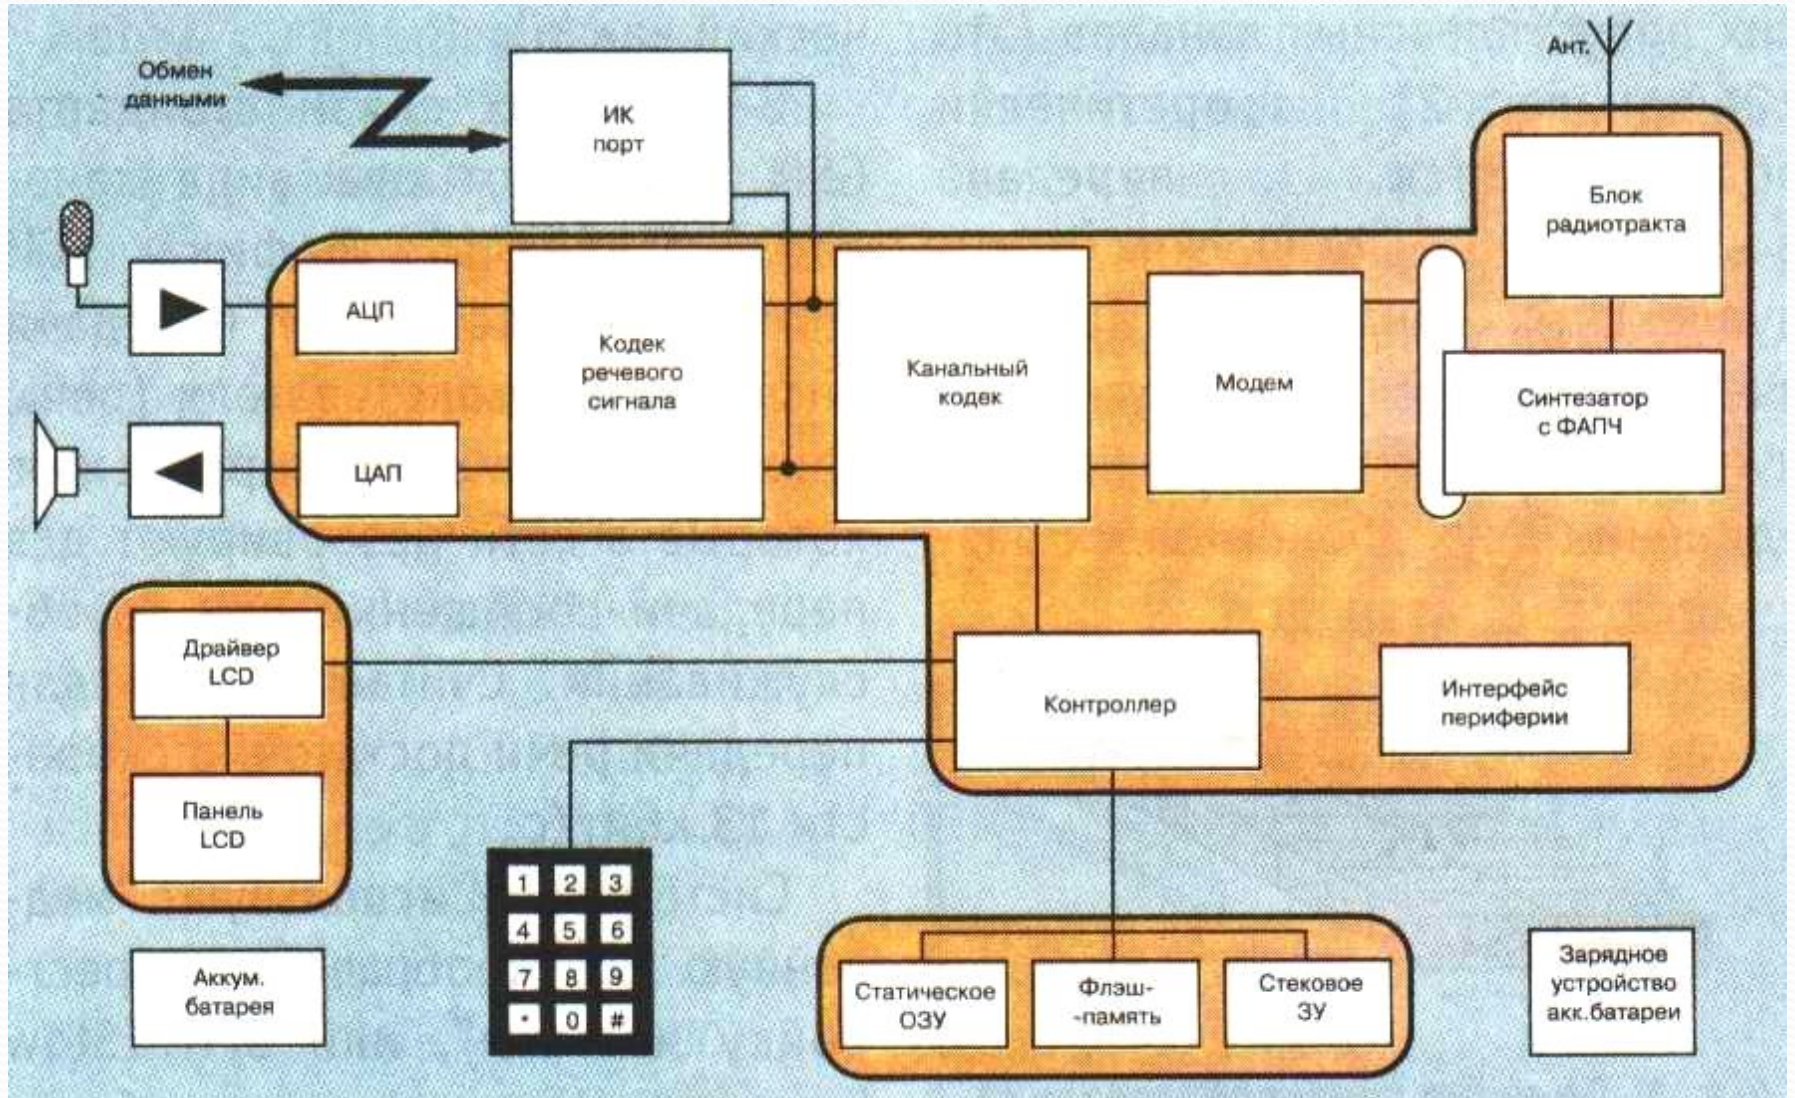 Ант.
Обмен
данными
ИК
порт
Блок
радиотракта
АЦП
Кодек
речевого
сигнала
Канальный
кодек
Модем
Синтезатор
с ФАПЧ
ЦАП
Драйвер
LCD
Контроллер
Интерфейс
периферии
Панель
LCD
1 2 3
4 5 6
7 8 9
* 0 #
Аккум.
батарея
Статическое
ОЗУ
Флэш-
-память
Стековое
ЗУ
Зарядное
устройство
акк.батареи